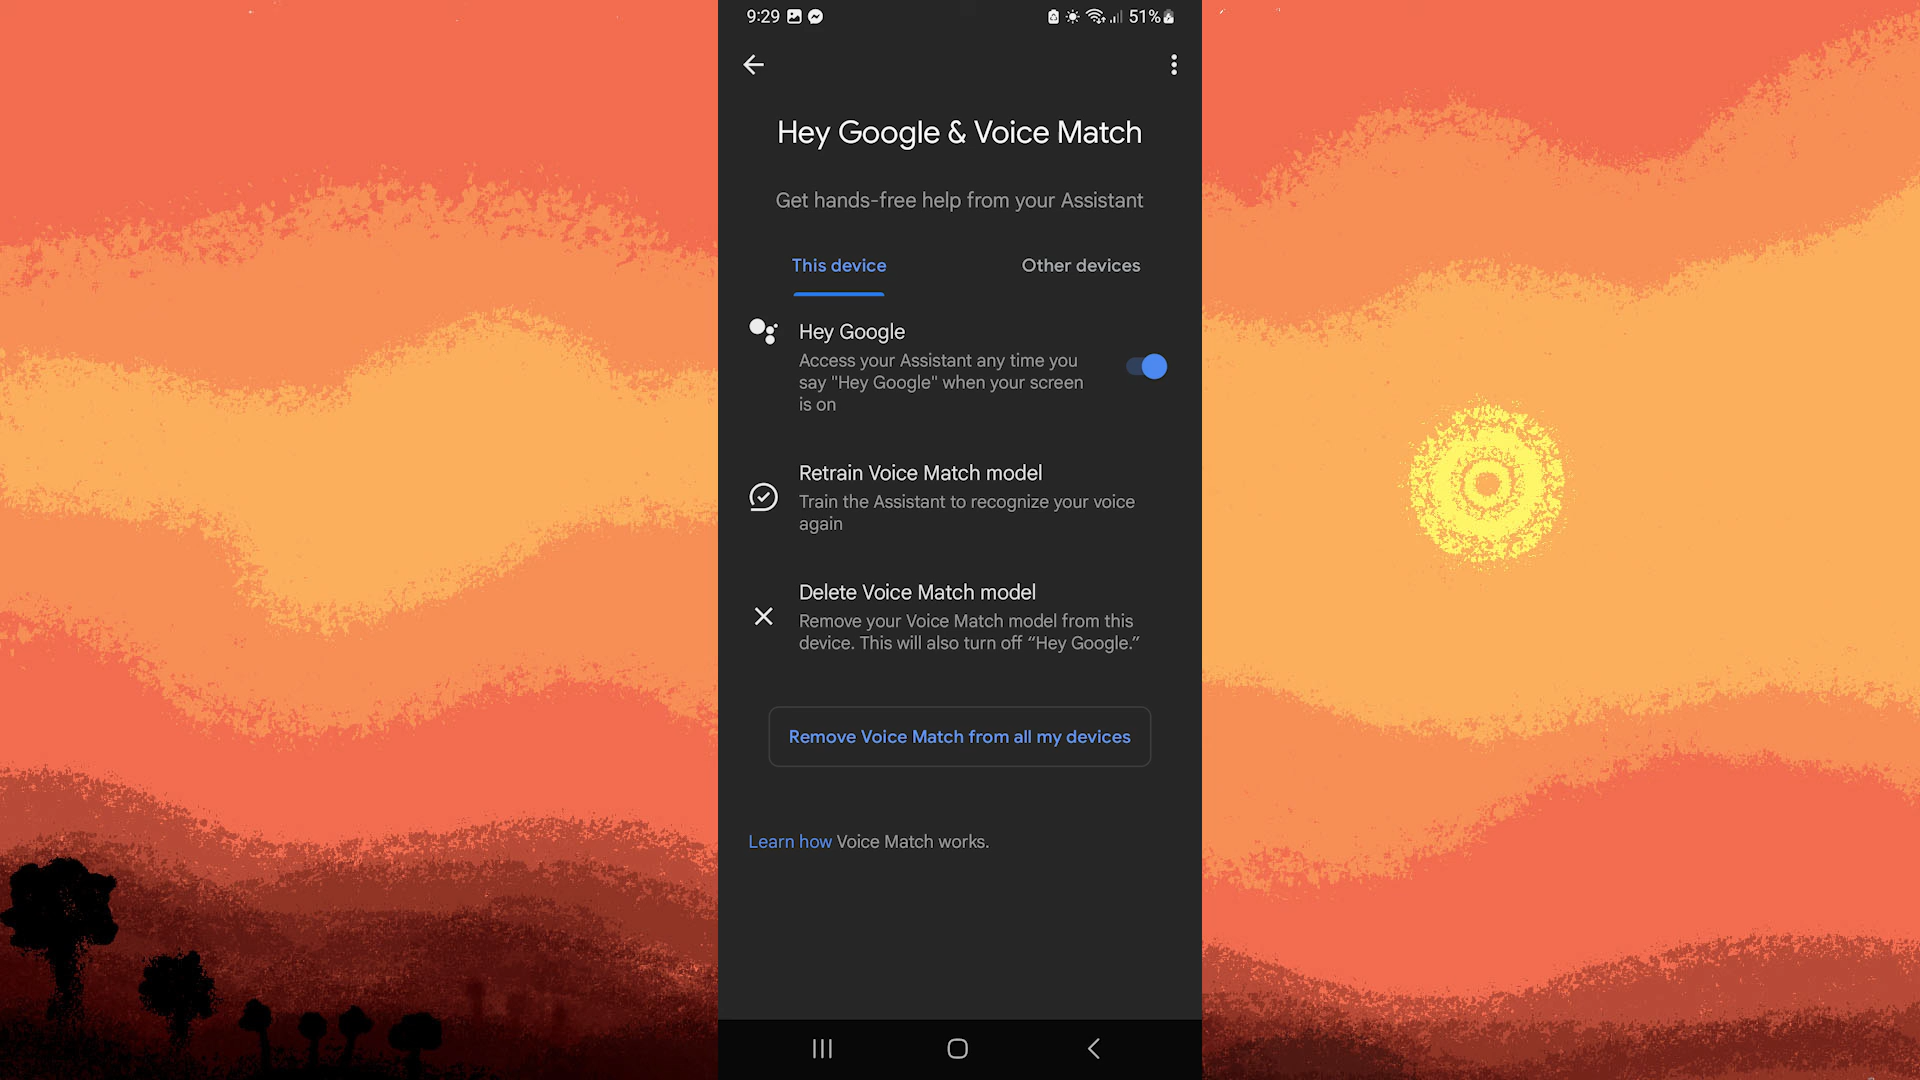 9:29
51%
Hey Google & Voice Match
Get hands-free help from your Assistant
This device
Other devices
Hey Google
Access your Assistant any time you
say "Hey Google" when your screen
is on
Retrain Voice Match model
Train the Assistant to recognize your voice
again
Delete Voice Match model
Remove your Voice Match model from this
device. This will also turn off “Hey Google.”
Remove Voice Match from all my devices
Learn how Voice Match works.